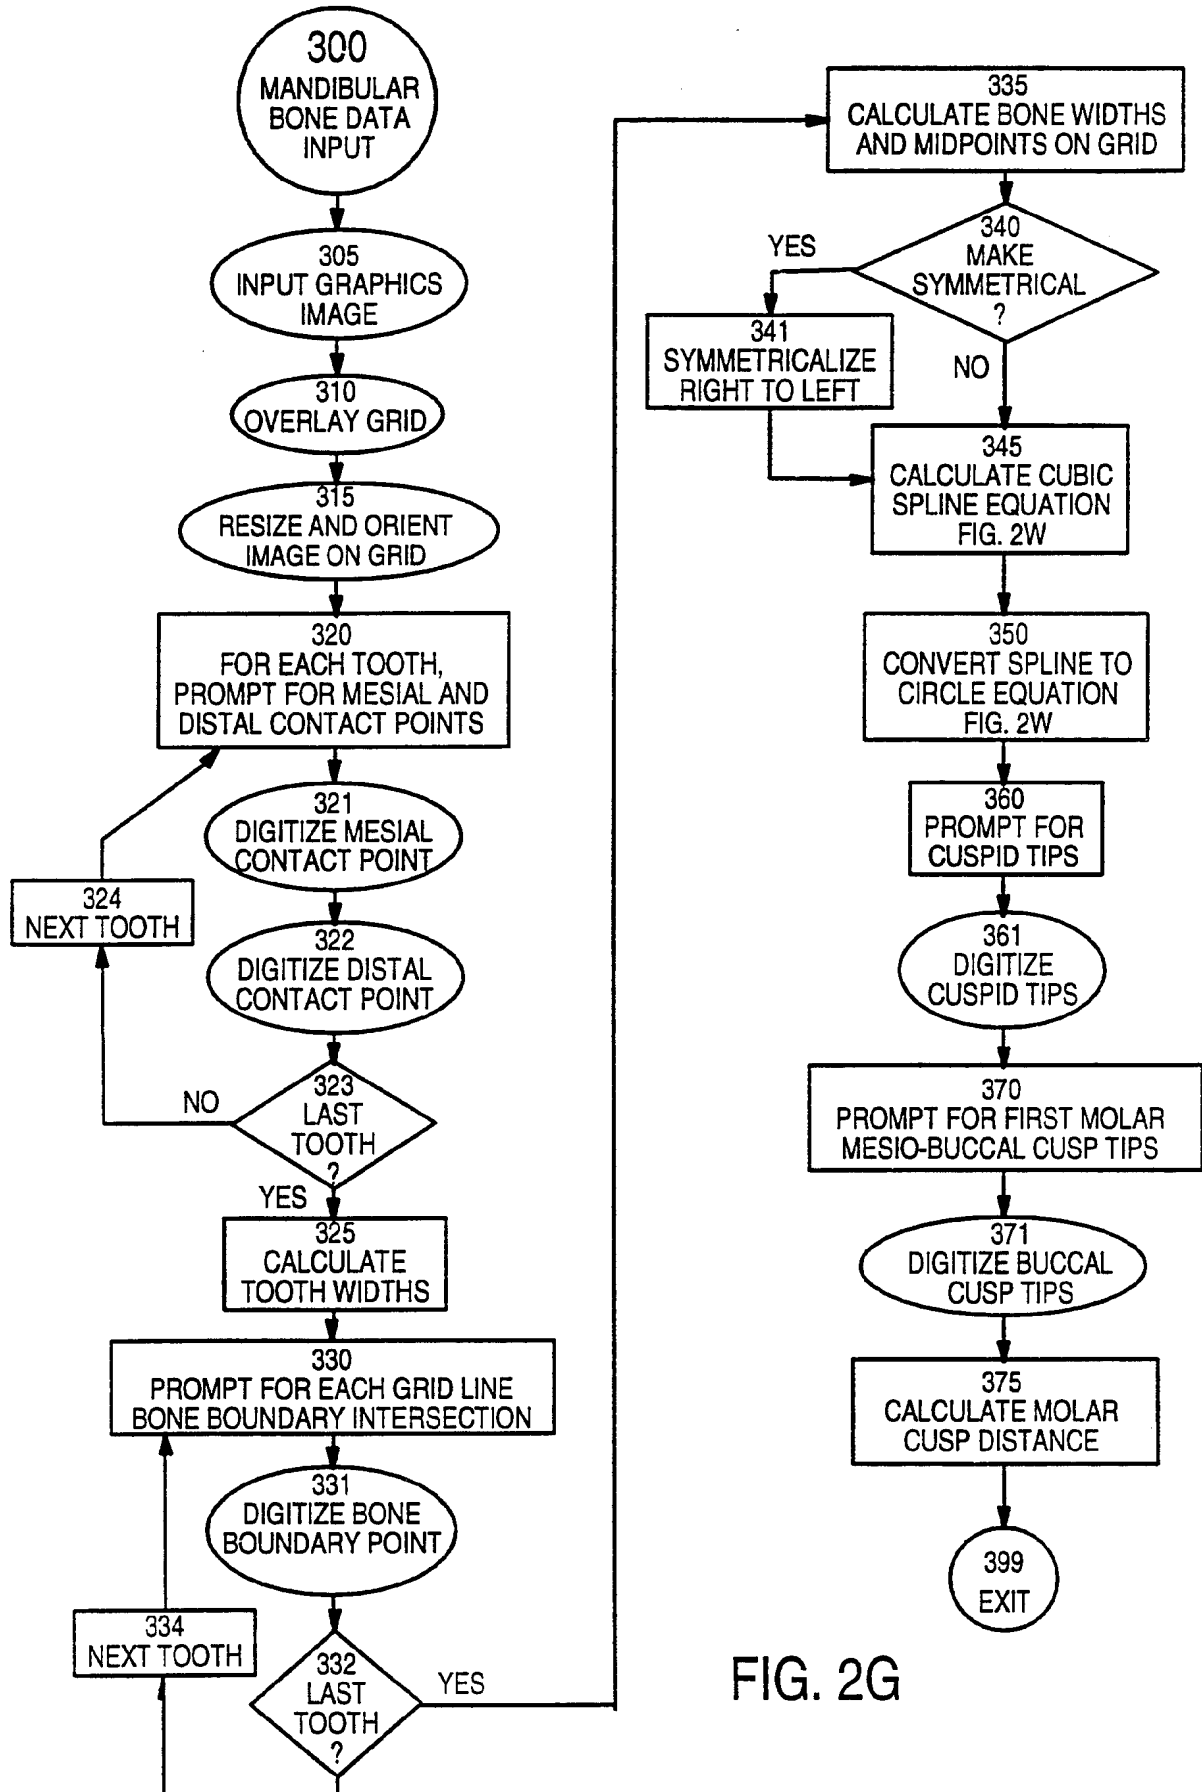 300
MANDIBULAR
BONE DATA
INPUT
305
INPUT GRAPHICS
IMAGE
310
OVERLAY GRID
315
RESIZE AND ORIENT
IMAGE ON GRID
320
FOR EACH TOOTH,
PROMPT FOR MESIAL AND
DISTAL CONTACT POINTS
321
DIGITIZE MESIAL
CONTACT POINT
324
NEXT TOOTH
322
DIGITIZE DISTAL
CONTACT POINT
323
LAST
TOOTH
?
NO
YES
325
CALCULATE
TOOTH WIDTHS
330
PROMPT FOR EACH GRID LINE
BONE BOUNDARY INTERSECTION
331
DIGITIZE BONE
BOUNDARY POINT
334
NEXT TOOTH
332
LAST
TOOTH
?
YES
335
CALCULATE BONE WIDTHS
AND MIDPOINTS ON GRID
340
MAKE
SYMMETRICAL
?
YES
341
SYMMETRICALIZE
RIGHT TO LEFT
NO
345
CALCULATE CUBIC
SPLINE EQUATION
FIG. 2W
350
CONVERT SPLINE TO
CIRCLE EQUATION
FIG. 2W
360
PROMPT FOR
CUSPID TIPS
361
DIGITIZE
CUSPID TIPS
370
PROMPT FOR FIRST MOLAR
MESIO-BUCCAL CUSP TIPS
371
DIGITIZE BUCCAL
CUSP TIPS
375
CALCULATE MOLAR
CUSP DISTANCE
399
EXIT
FIG. 2G